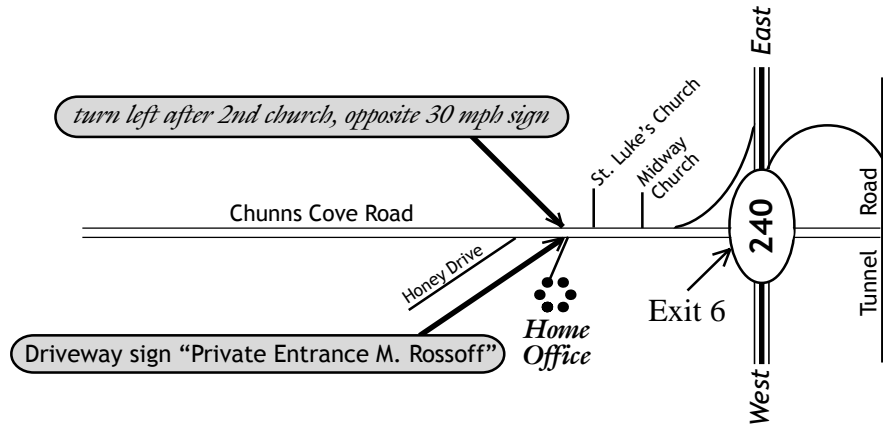 East
turn left after 2nd church, opposite 30 mph sign
St. Luke's Church
Midway
Church
Chunns Cove Road
240
Road
Tunnel
Honey Drive
Exit 6
Home
Office
Driveway sign “Private Entrance M. Rossoff”
West